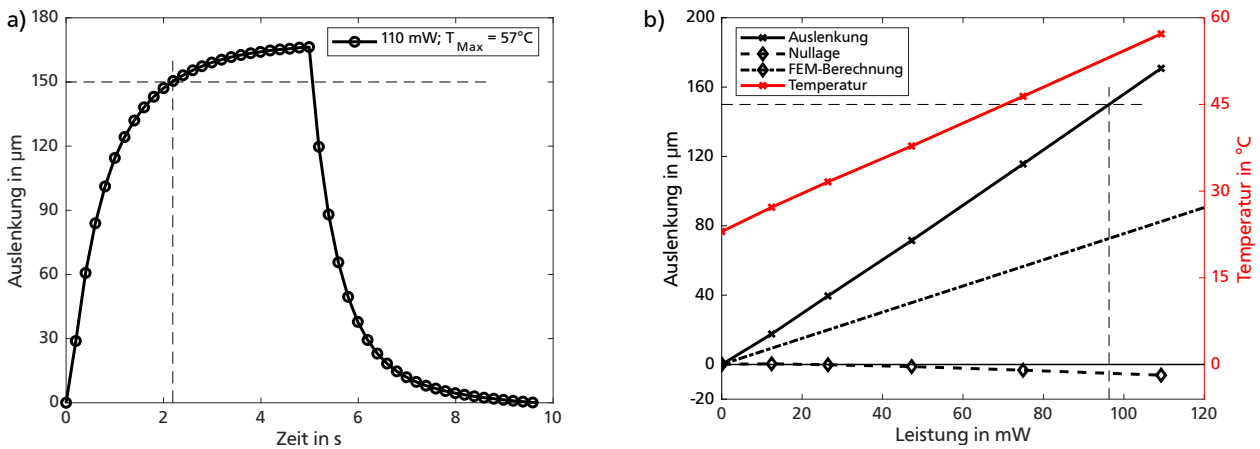 a)
180
150
120
90
60
30
0
Auslenkung in µm
0 2 4 6 8 10
Zeit in s
110 mW; T Max = 57°C
b)
200
160
120
80
40
0
-20
Auslenkung in µm
0 20 40 60 80 100 120
Leistung in mW
60
45
30
15
0
Temperatur in °C
Auslenkung
Nullage
FEM-Berechnung
Temperatur